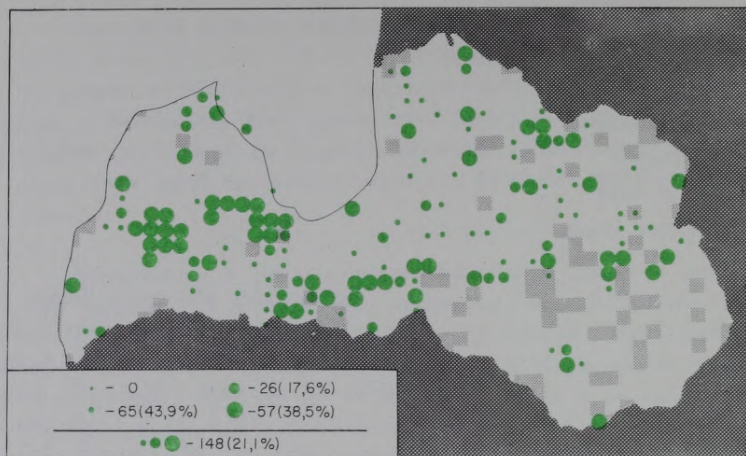 - 0 - 26(17,6%)
- 65(43,9%) - 57(38,5%)
- 148(21,1%)